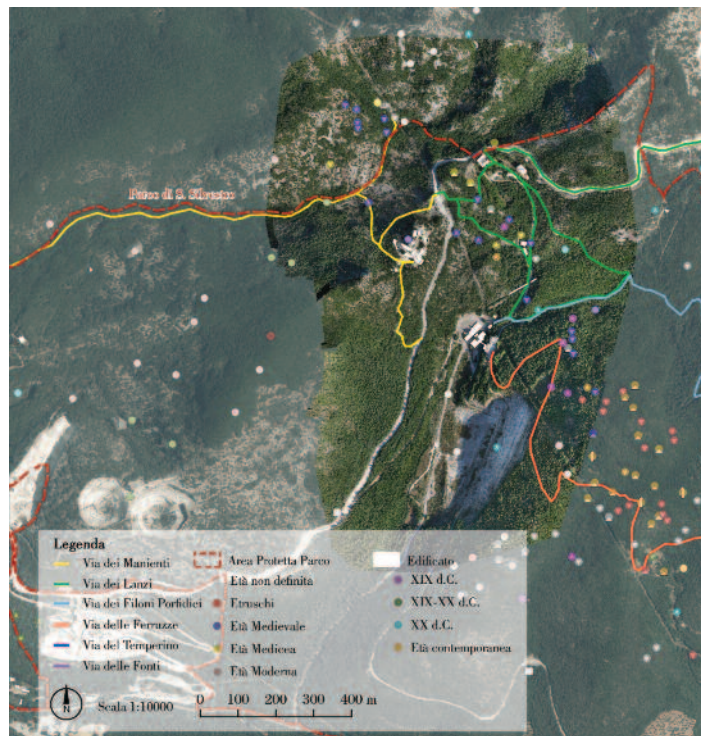 Parco di S. Silvestro
Legenda
Via dei Manienti
Via dei Lanzi
Via dei Filoni Porfidici
Via delle Ferruzze
Via del Temperino
Via delle Fonti
Area Protetta Parco
Età non definita
Etruschi
Età Medievale
Età Medicea
Età Moderna
Edificato
XIX d.C.
XIX-XX d.C.
XX d.C.
Età contemporanea
N
Scala 1:10000
0 100 200 300 400 m